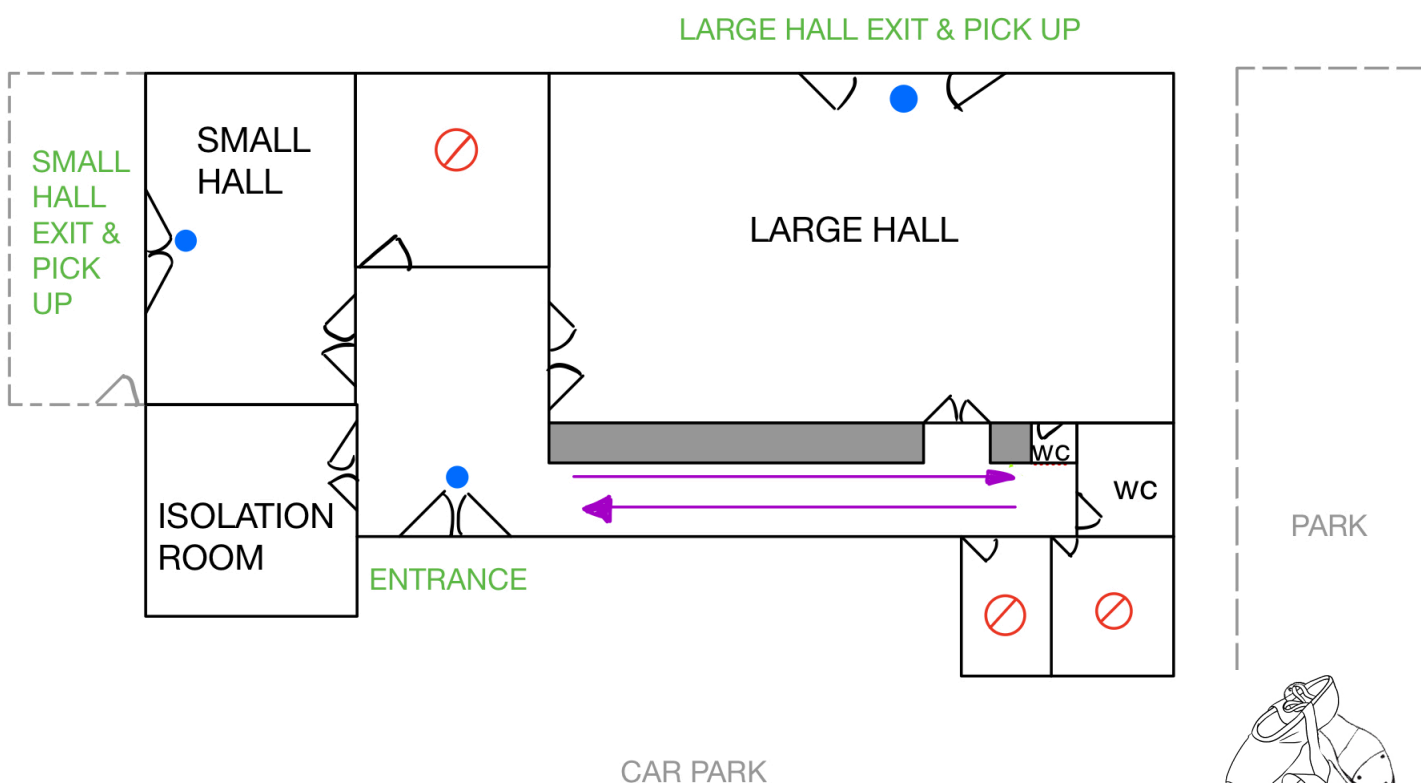 LARGE HALL EXIT & PICK UP
SMALL
HALL
EXIT &
PICK
UP
SMALL
HALL
LARGE HALL
WC
WC
ISOLATION
ROOM
ENTRANCE
PARK
CAR PARK